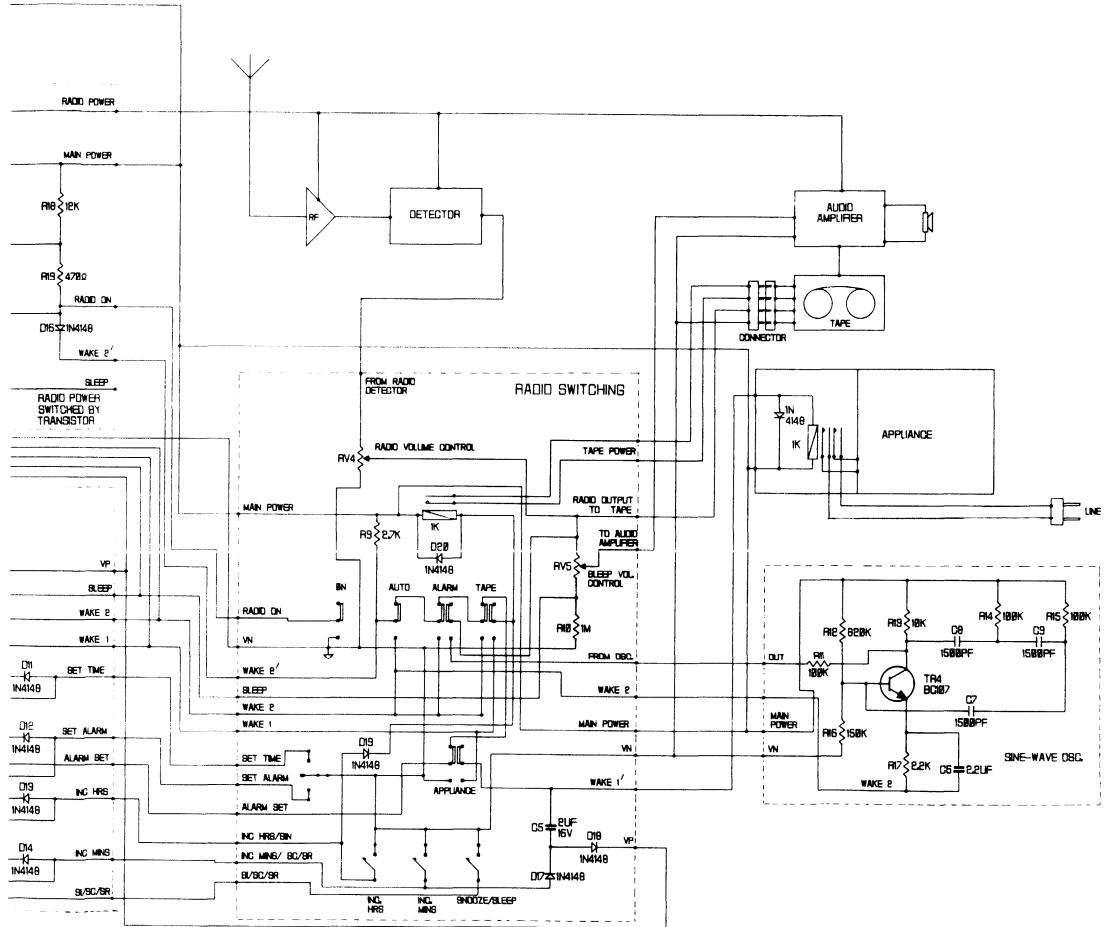 RADIO POWER
MAIN POWER
R18 12K
R19 470Ω
RADIO ON
D16 1N4148
WAKE 2'
SLEEP
RADIO POWER
SWITCHED BY
TRANSISTOR
RF
DETECTOR
AUDIO
AMPLIFIER
TAPE
CONNECTOR
FROM RADIO
DETECTOR
RADIO SWITCHING
RV4
RADIO VOLUME CONTROL
TAPE POWER
MAIN POWER
RADIO OUTPUT
TO TAPE
R9 2.7K
1K
D20
1N4148
TO AUDIO
AMPLIFIER
RV5
SLEEP VOL.
CONTROL
R10 1M
1N
4148
1K
APPLIANCE
LINE
VP
SLEEP
WAKE 2
WAKE 1
D11
1N4148
SET TIME
D12
1N4148
SET ALARM
ALARM SET
D13
1N4148
INC HRS
D14
1N4148
INC MINS
SI/SC/SR
RADIO ON
VN
WAKE 2'
SLEEP
WAKE 2
WAKE 1
AUTO
ALARM
TAPE
FROM OSC.
WAKE 2
MAIN POWER
VN
SET TIME
SET ALARM
ALARM SET
D19
1N4148
APPLIANCE
WAKE 1'
INC HRS/SIN
INC MINS/ SC/SR
SI/SC/SR
C5
2UF
16V
D18
1N4148
VP
D17 1N4148
INC.
HRS
INC.
MINS
SNOOZE/SLEEP
OUT
R11
100K
R12 820K
R13 10K
R14 100K
R15 100K
C8
1500PF
C9
1500PF
TR4
BC107
C7
1500PF
MAIN
POWER
VN
R16 150K
R17 2.2K
C6 2.2UF
WAKE 2
SINE-WAVE OSC.